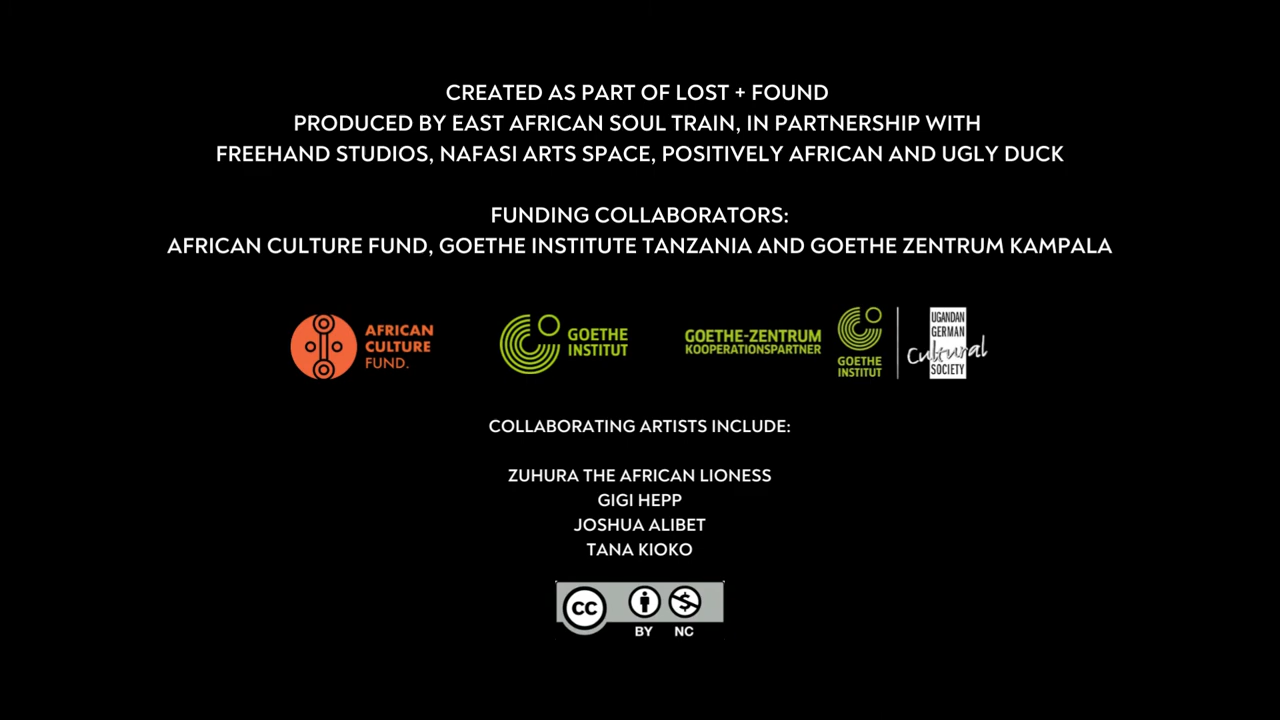 CREATED AS PART OF LOST + FOUND
PRODUCED BY EAST AFRICAN SOUL TRAIN, IN PARTNERSHIP WITH
FREEHAND STUDIOS, NAFASI ARTS SPACE, POSITIVELY AFRICAN AND UGLY DUCK
FUNDING COLLABORATORS:
AFRICAN CULTURE FUND, GOETHE INSTITUTE TANZANIA AND GOETHE ZENTRUM KAMPALA
AFRICAN
CULTURE
FUND.
GOETHE
INSTITUT
GOETHE-ZENTRUM
KOOPERATIONSPARTNER
GOETHE
INSTITUT
UGANDAN
GERMAN
Cultural
SOCIETY
COLLABORATING ARTISTS INCLUDE:
ZUHURA THE AFRICAN LIONESS
GIGI HEPP
JOSHUA ALIBET
TANA KIOKO
CC
BY NC